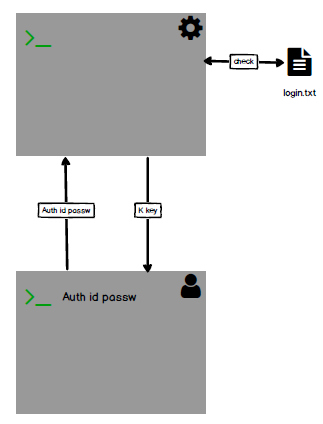 >_
check
login.txt
Auth id passw
K key
>_ Auth id passw